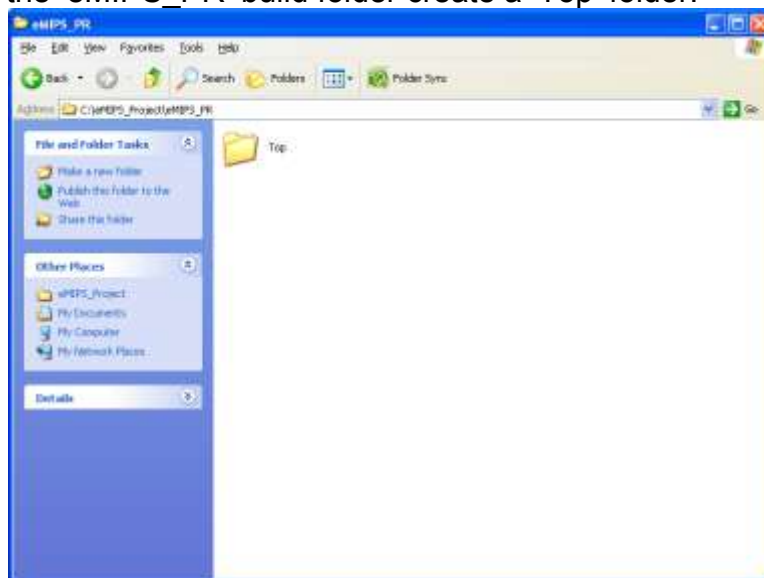 the eMIPS_PR build folder create a Top folder.
eMIPS_PR
File Edit View Favorites Tools Help
Back Search Folders Folder Sync
Address C:\eMIPS_Project\eMIPS_PR Go
File and Folder Tasks
Make a new folder
Publish this folder to the
Web
Share this folder
Other Places
eMIPS_Project
My Documents
My Computer
My Network Places
Details
Top